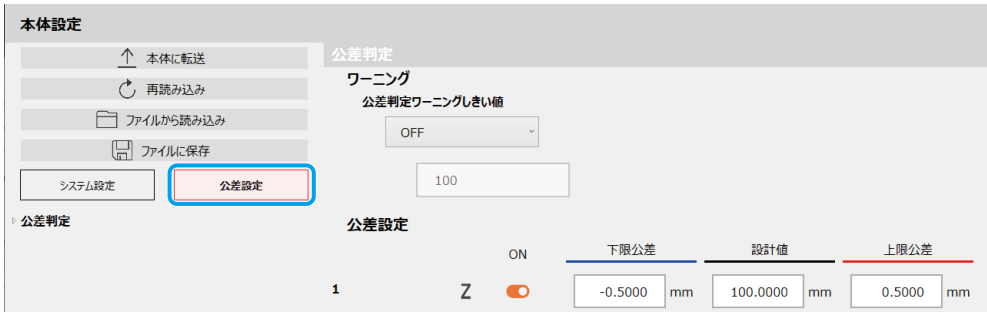 本体設定
本体に転送
再読み込み
ファイルから読み込み
ファイルに保存
システム設定 公差設定
公差判定
公差判定
ワーニング
公差判定ワーニングしきい値
OFF
100
公差設定
ON 下限公差 設計値 上限公差
1 Z -0.5000 mm 100.0000 mm 0.5000 mm